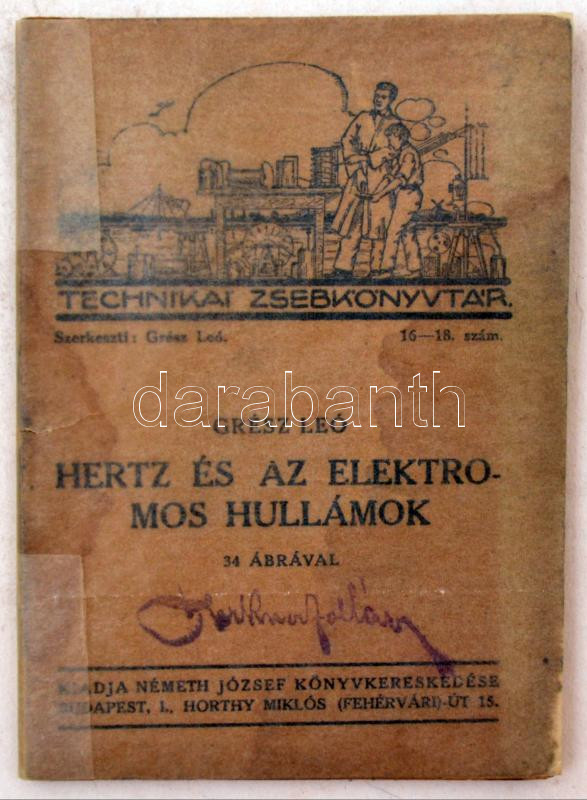 TECHNIKAI ZSEBKÖNYVTÁR.
Szerkeszti: Grész Leó. 16—18. szám.
darabanth
GRÉSZ LEÓ
HERTZ ÉS AZ ELEKTRO-
MOS HULLÁMOK
34 ÁBRÁVAL
KIADJA NÉMETH JÓZSEF KÖNYVKERESKEDÉSE
BUDAPEST, I., HORTHY MIKLÓS (FEHÉRVÁRI)-ÚT 15.